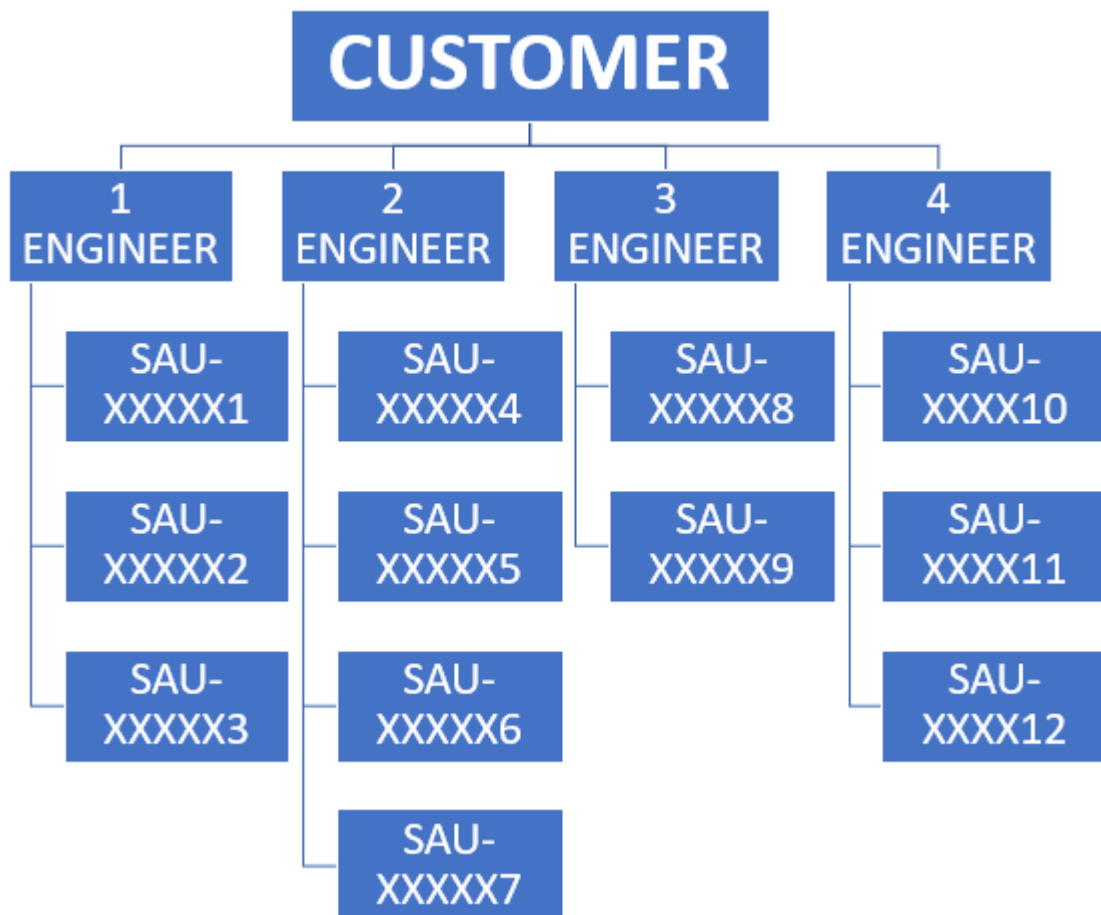 CUSTOMER
1
ENGINEER
2
ENGINEER
3
ENGINEER
4
ENGINEER
SAU-
XXXXX1
SAU-
XXXXX4
SAU-
XXXXX8
SAU-
XXXX10
SAU-
XXXXX2
SAU-
XXXXX5
SAU-
XXXXX9
SAU-
XXXX11
SAU-
XXXXX3
SAU-
XXXXX6
SAU-
XXXX12
SAU-
XXXXX7